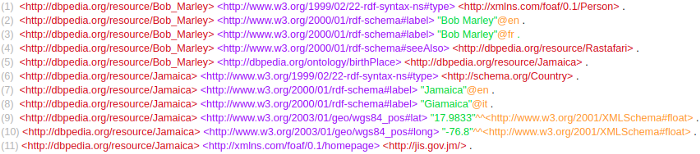 (1) <http://dbpedia.org/resource/Bob_Marley> <http://www.w3.org/1999/02/22-rdf-syntax-ns#type> <http://xmlns.com/foaf/0.1/Person> .
(2) <http://dbpedia.org/resource/Bob_Marley> <http://www.w3.org/2000/01/rdf-schema#label> "Bob Marley"@en .
(3) <http://dbpedia.org/resource/Bob_Marley> <http://www.w3.org/2000/01/rdf-schema#label> "Bob Marley"@fr .
(4) <http://dbpedia.org/resource/Bob_Marley> <http://www.w3.org/2000/01/rdf-schema#seeAlso> <http://dbpedia.org/resource/Rastafari> .
(5) <http://dbpedia.org/resource/Bob_Marley> <http://dbpedia.org/ontology/birthPlace> <http://dbpedia.org/resource/Jamaica> .
(6) <http://dbpedia.org/resource/Jamaica> <http://www.w3.org/1999/02/22-rdf-syntax-ns#type> <http://schema.org/Country> .
(7) <http://dbpedia.org/resource/Jamaica> <http://www.w3.org/2000/01/rdf-schema#label> "Jamaica"@en .
(8) <http://dbpedia.org/resource/Jamaica> <http://www.w3.org/2000/01/rdf-schema#label> "Giamaica"@it .
(9) <http://dbpedia.org/resource/Jamaica> <http://www.w3.org/2003/01/geo/wgs84_pos#lat> "17.9833"^^<http://www.w3.org/2001/XMLSchema#float> .
(10) <http://dbpedia.org/resource/Jamaica> <http://www.w3.org/2003/01/geo/wgs84_pos#long> "-76.8"^^<http://www.w3.org/2001/XMLSchema#float> .
(11) <http://dbpedia.org/resource/Jamaica> <http://xmlns.com/foaf/0.1/homepage> <http://jis.gov.jm/> .